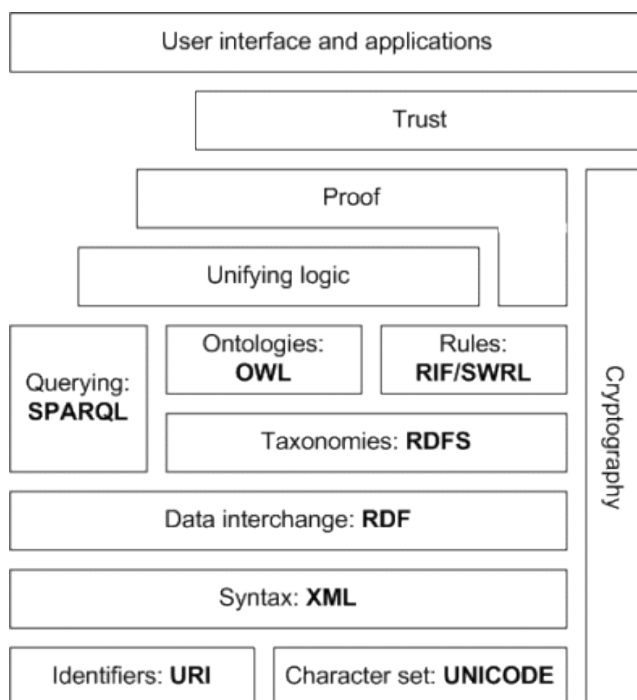 User interface and applications
Trust
Proof
Unifying logic
Querying:
SPARQL
Ontologies:
OWL
Rules:
RIF/SWRL
Taxonomies: RDFS
Cryptography
Data interchange: RDF
Syntax: XML
Identifiers: URI
Character set: UNICODE